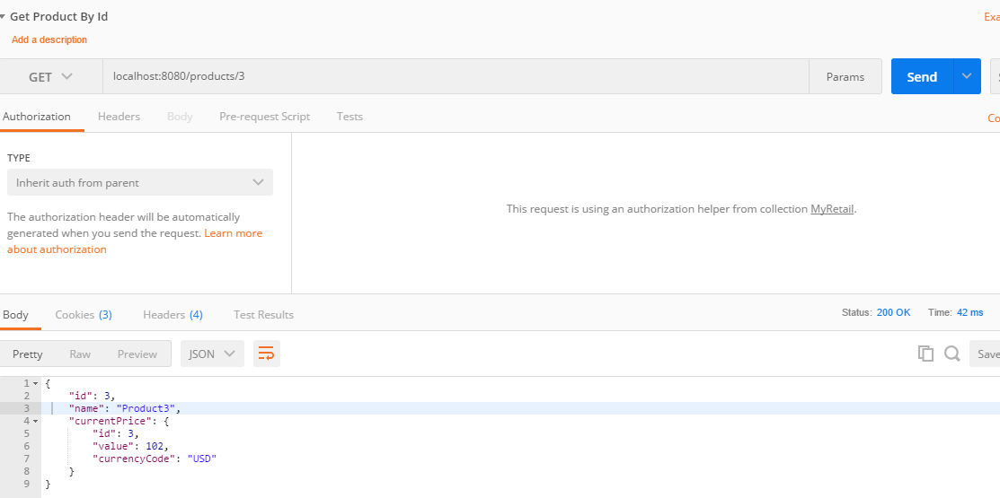 Get Product By Id
Exa
Add a description
GET localhost:8080/products/3 Params Send S
Authorization Headers Body Pre-request Script Tests
Co
TYPE
Inherit auth from parent
The authorization header will be automatically
generated when you send the request. Learn more
about authorization
This request is using an authorization helper from collection MyRetail.
Body Cookies (3) Headers (4) Test Results Status: 200 OK Time: 42 ms
Pretty Raw Preview JSON Save
1 {
2 "id": 3,
3 "name": "Product3",
4 "currentPrice": {
5 "id": 3,
6 "value": 102,
7 "currencyCode": "USD"
8 }
9 }